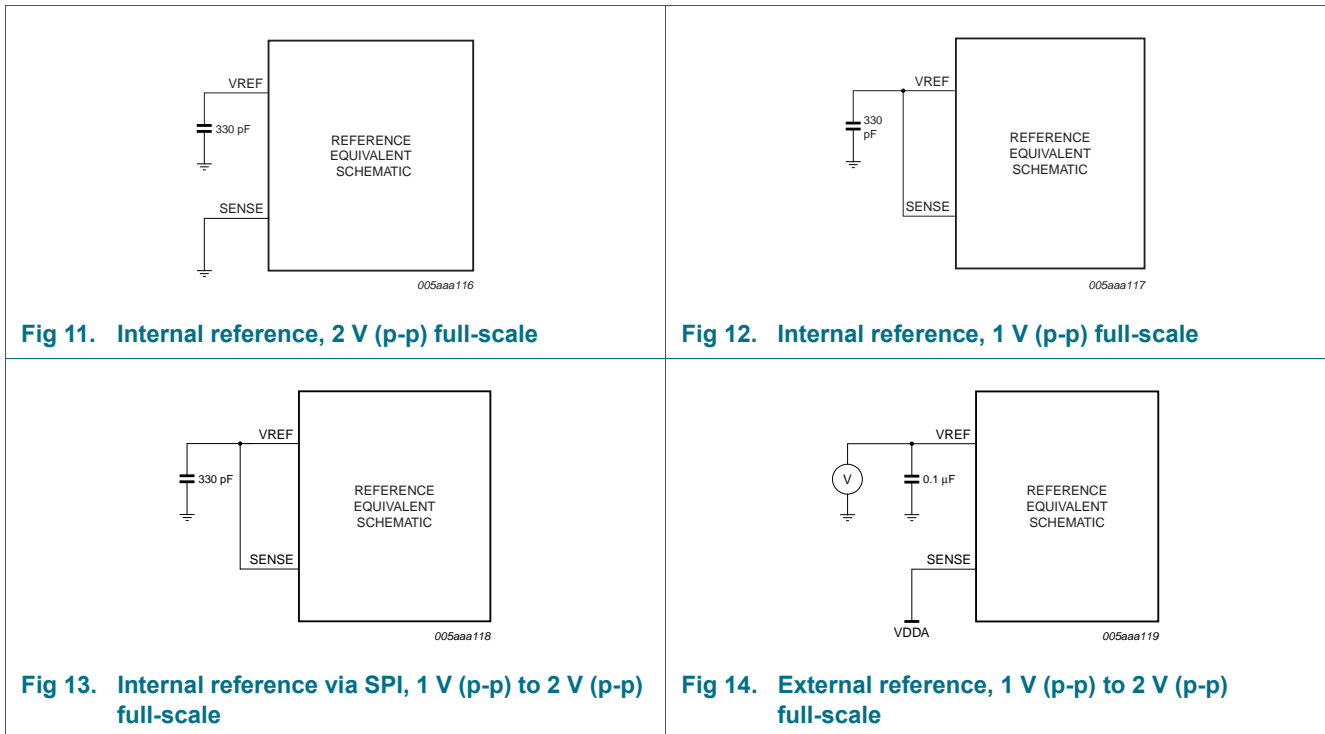 VREF
330 pF
REFERENCE
EQUIVALENT
SCHEMATIC
SENSE
005aaa116
Fig 11. Internal reference, 2 V (p-p) full-scale
VREF
330
pF
REFERENCE
EQUIVALENT
SCHEMATIC
SENSE
005aaa117
Fig 12. Internal reference, 1 V (p-p) full-scale
VREF
330 pF
REFERENCE
EQUIVALENT
SCHEMATIC
SENSE
005aaa118
Fig 13. Internal reference via SPI, 1 V (p-p) to 2 V (p-p)
full-scale
VREF
V
0.1 μF
REFERENCE
EQUIVALENT
SCHEMATIC
SENSE
VDDA
005aaa119
Fig 14. External reference, 1 V (p-p) to 2 V (p-p)
full-scale